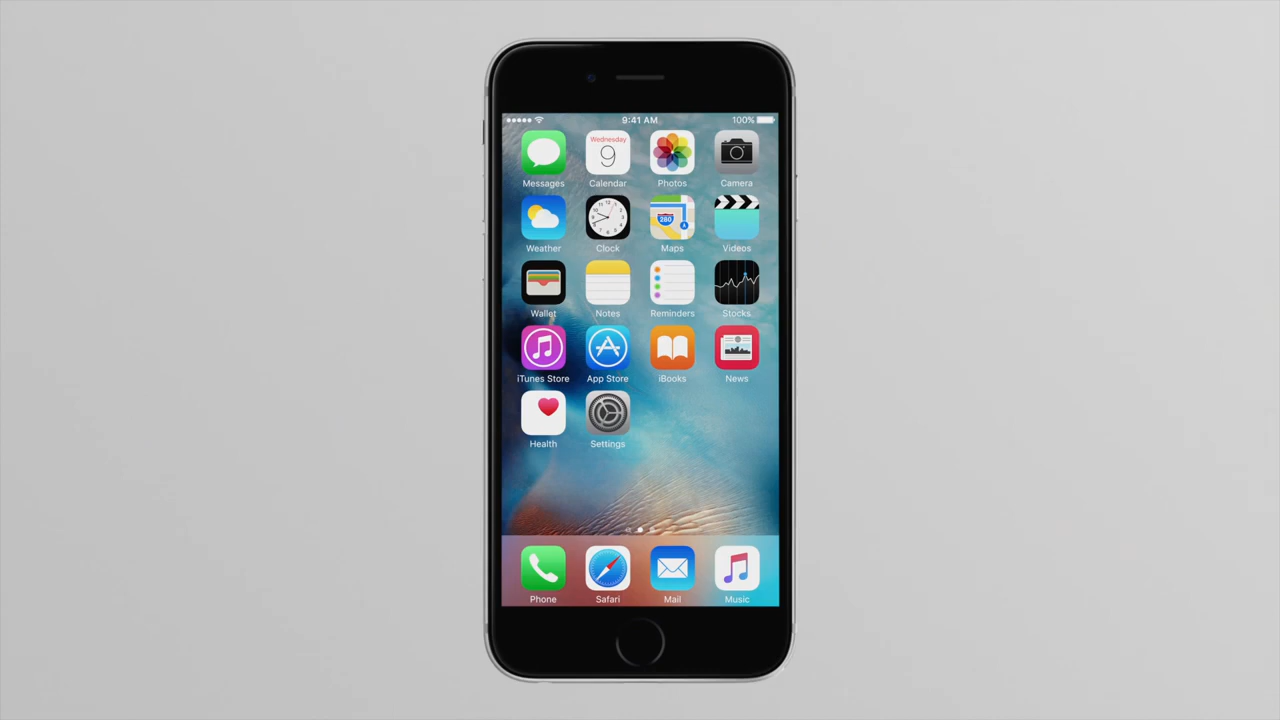 9:41 AM 100%
Wednesday
9
Messages Calendar Photos Camera
280
Weather Clock Maps Videos
Wallet Notes Reminders Stocks
iTunes Store App Store iBooks News
Health Settings
Phone Safari Mail Music